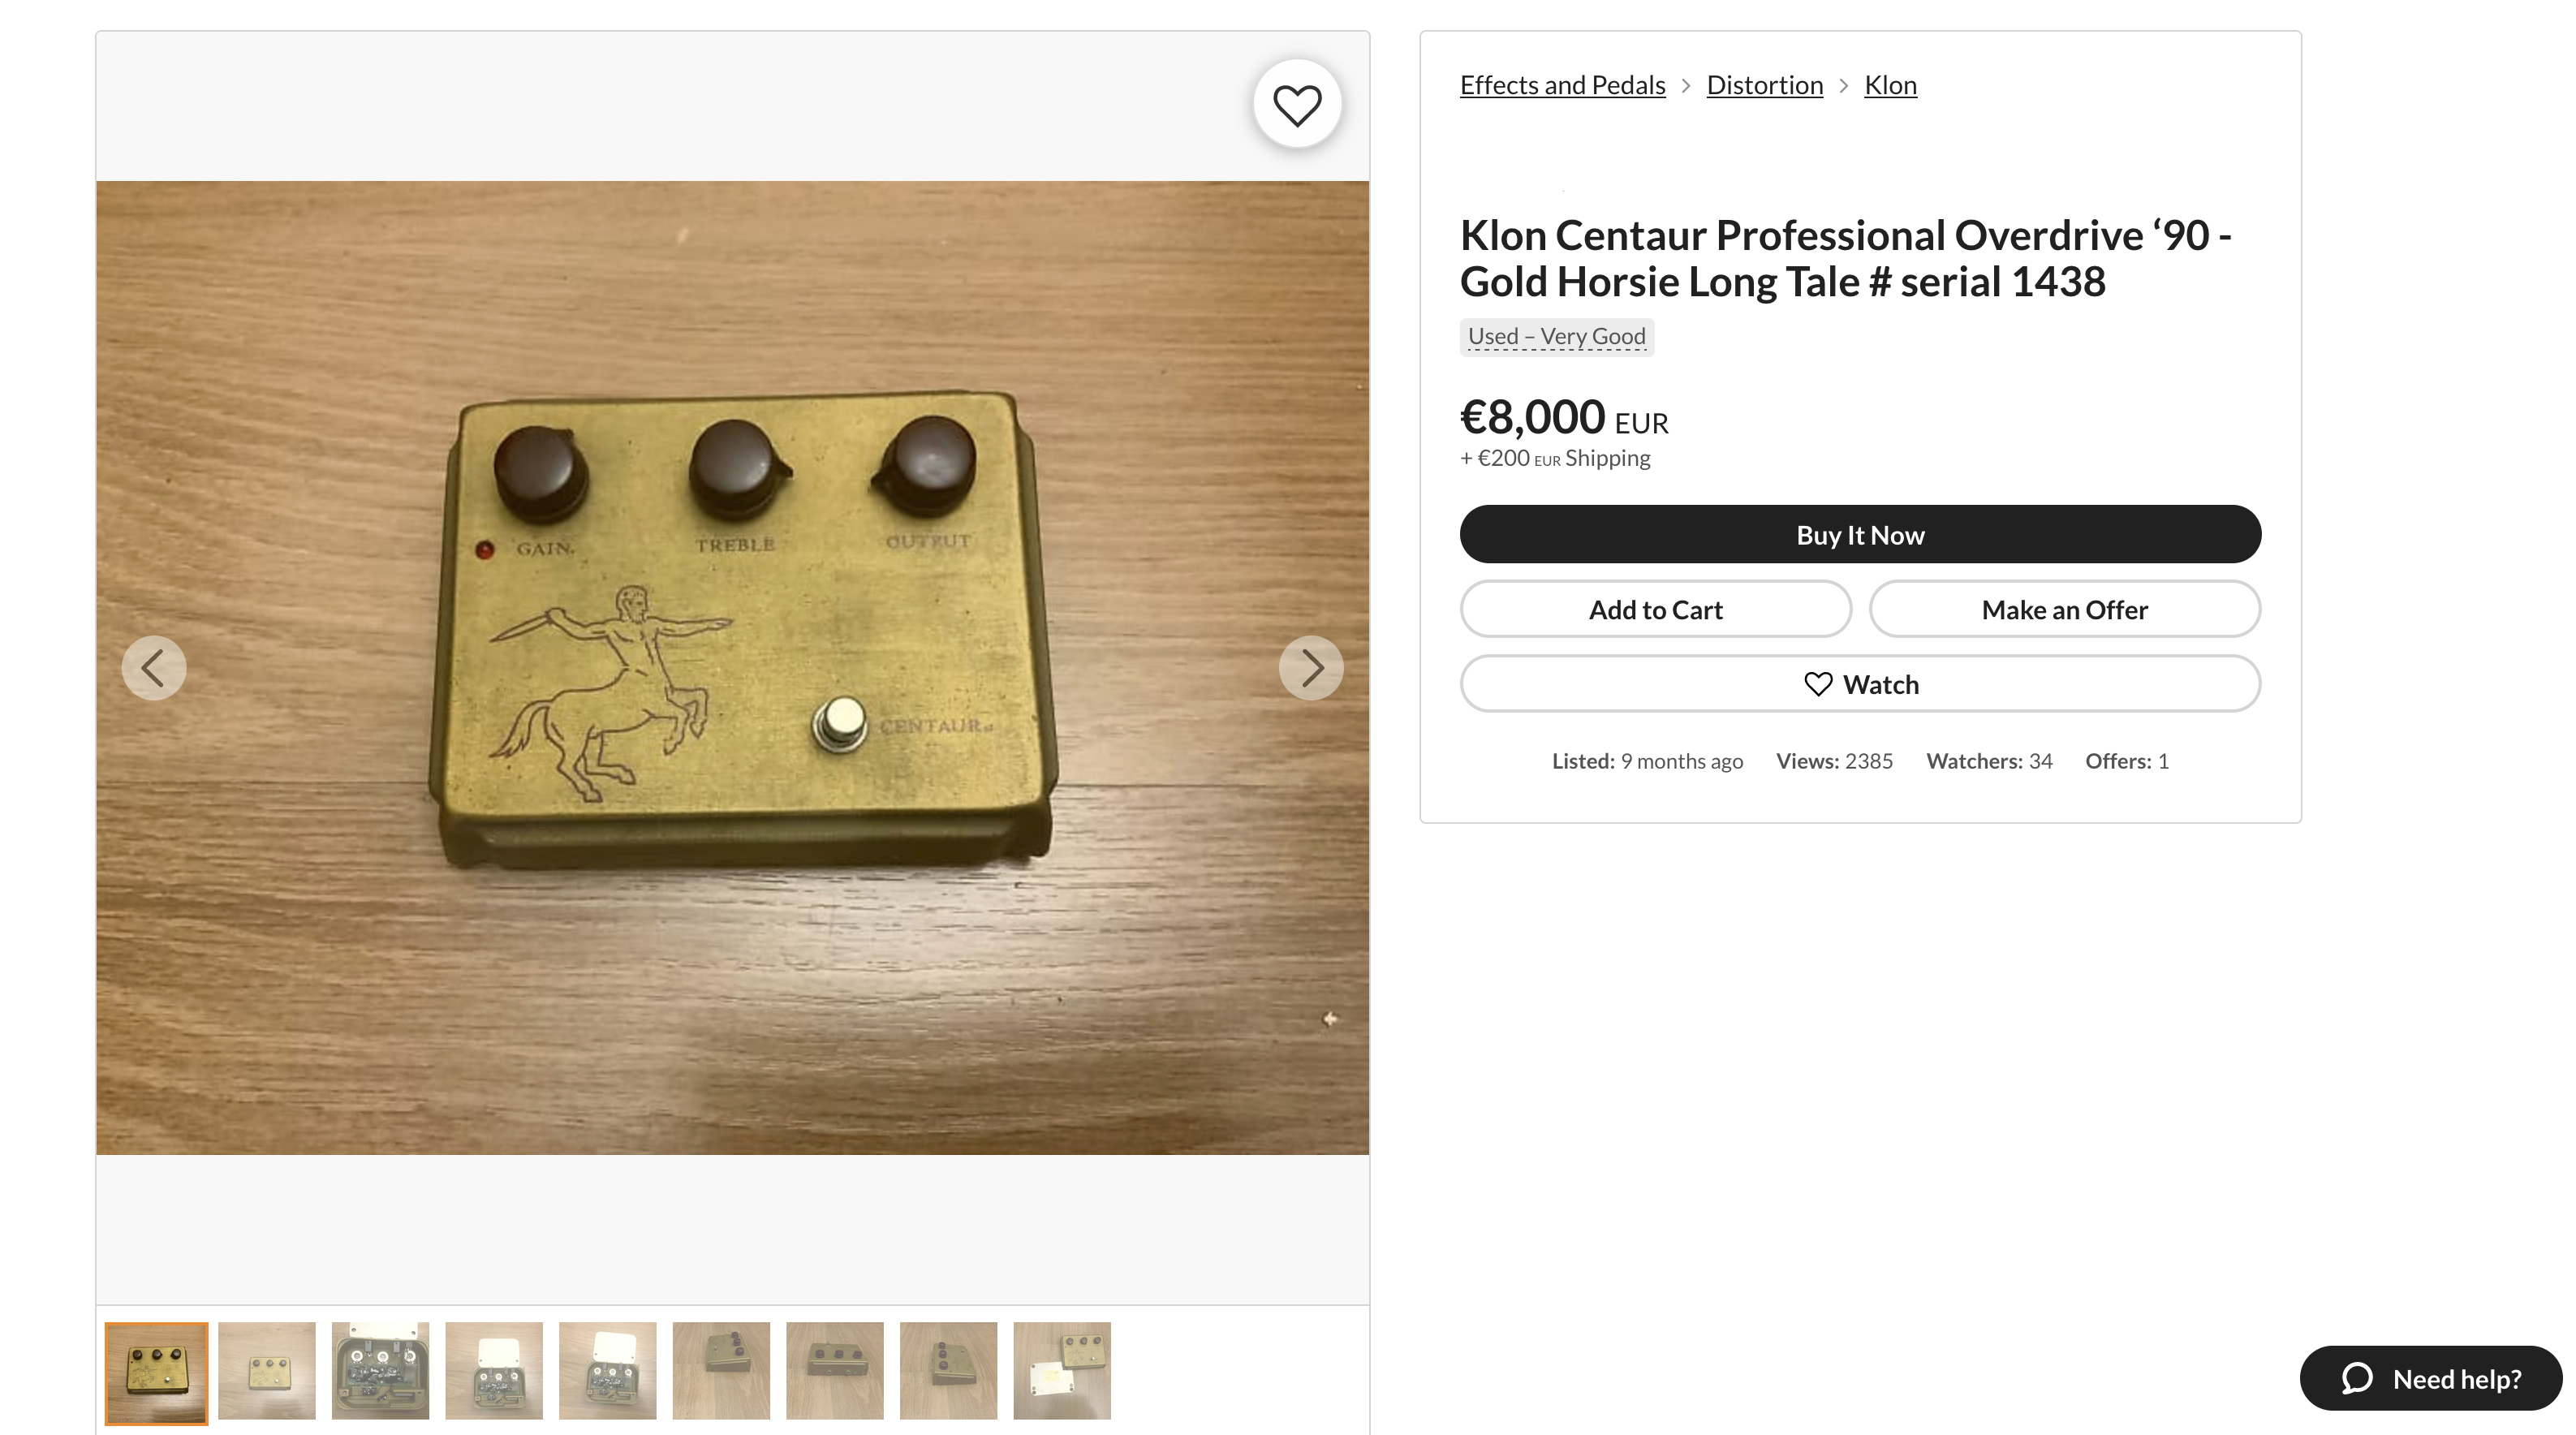 Effects and Pedals > Distortion > Klon
Klon Centaur Professional Overdrive ‘90 -
Gold Horsie Long Tale # serial 1438
Used – Very Good
€8,000 EUR
+ €200 EUR Shipping
Buy It Now
Add to Cart
Make an Offer
Watch
Listed: 9 months ago Views: 2385 Watchers: 34 Offers: 1
GAIN.
TREBLE
OUTPUT
CENTAUR
Need help?